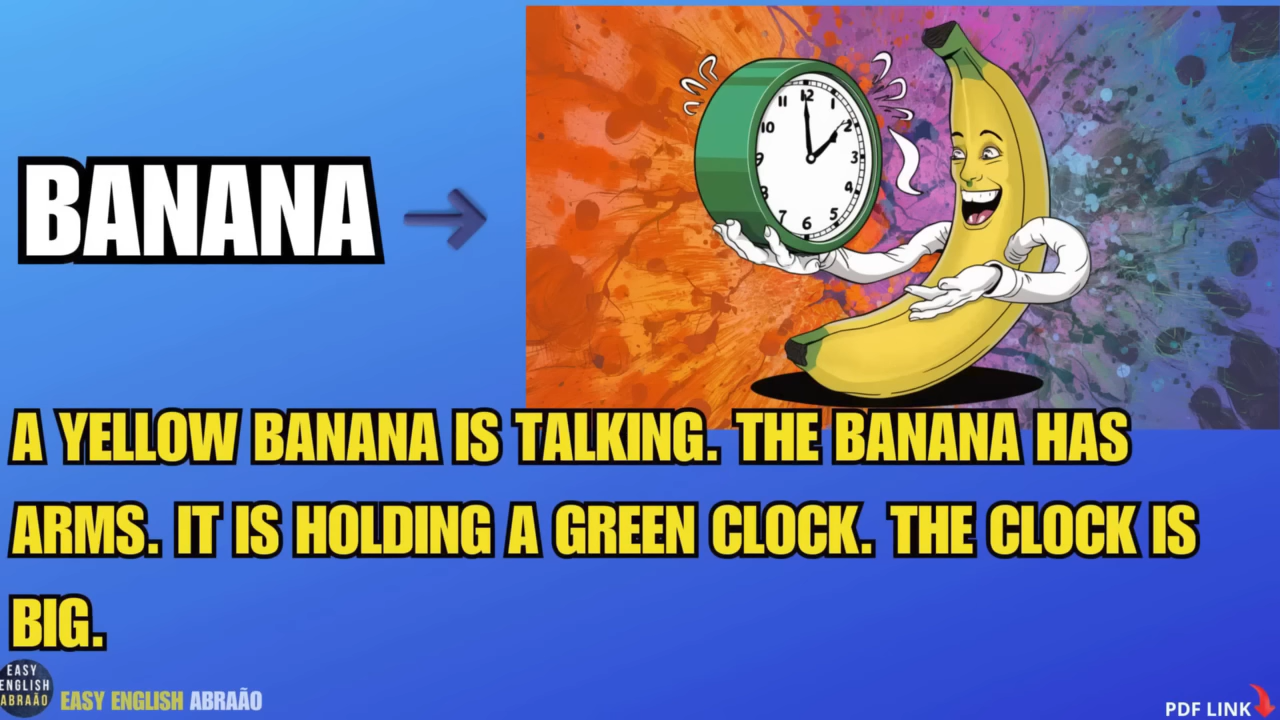 BANANA
12
11
1
10
2
9
3
8
4
7
5
6
A YELLOW BANANA IS TALKING. THE BANANA HAS
ARMS. IT IS HOLDING A GREEN CLOCK. THE CLOCK IS
BIG.
EASY
ENGLISH
ABRAÃO
EASY ENGLISH ABRAÃO
PDF LINK